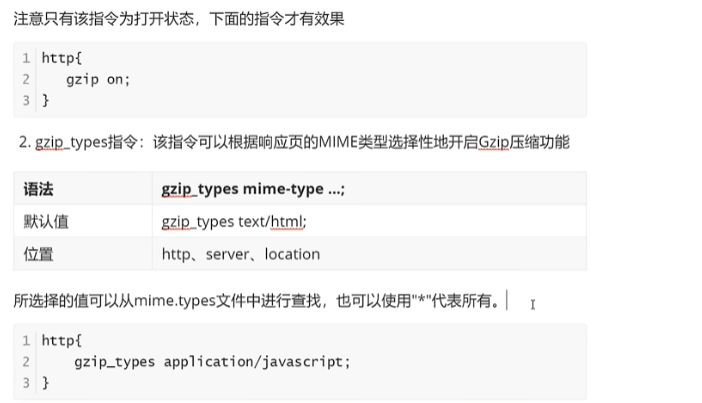 注意只有该指令为打开状态，下面的指令才有效果
1 http{
2    gzip on;
3 }
2. gzip_types指令：该指令可以根据响应页的MIME类型选择性地开启Gzip压缩功能
语法 gzip_types mime-type ...;
默认值 gzip_types text/html;
位置 http、server、location
所选择的值可以从mime.types文件中进行查找，也可以使用"*"代表所有。
1 http{
2     gzip_types application/javascript;
3 }